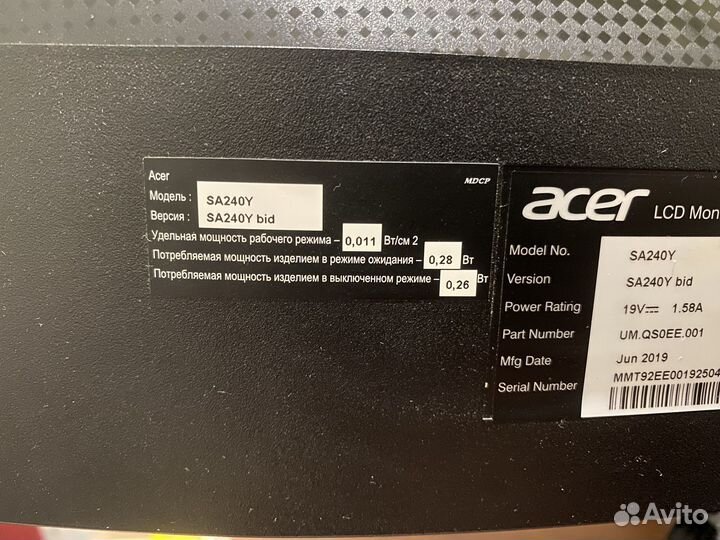 Acer
MDCP
Модель : SA240Y
Версия : SA240Y bid
Удельная мощность рабочего режима – 0,011 Вт/см 2
Потребляемая мощность изделием в режиме ожидания – 0,28 Вт
Потребляемая мощность изделием в выключенном режиме – 0,26 Вт
acer LCD Mon
Model No. SA240Y
Version SA240Y bid
Power Rating 19V⎓ 1.58A
Part Number UM.QS0EE.001
Mfg Date Jun 2019
Serial Number MMT92EE00192504
Avito